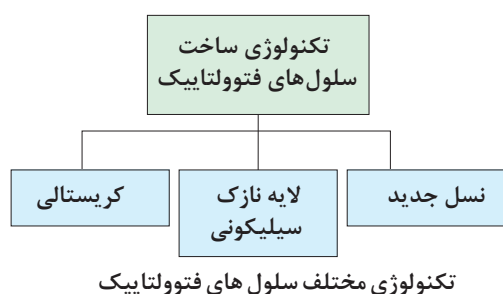 تکنولوژی ساخت
سلول‌های فتوولتاییک
نسل جدید
لایه نازک
سیلیکونی
کریستالی
تکنولوژی مختلف سلول های فتوولتاییک